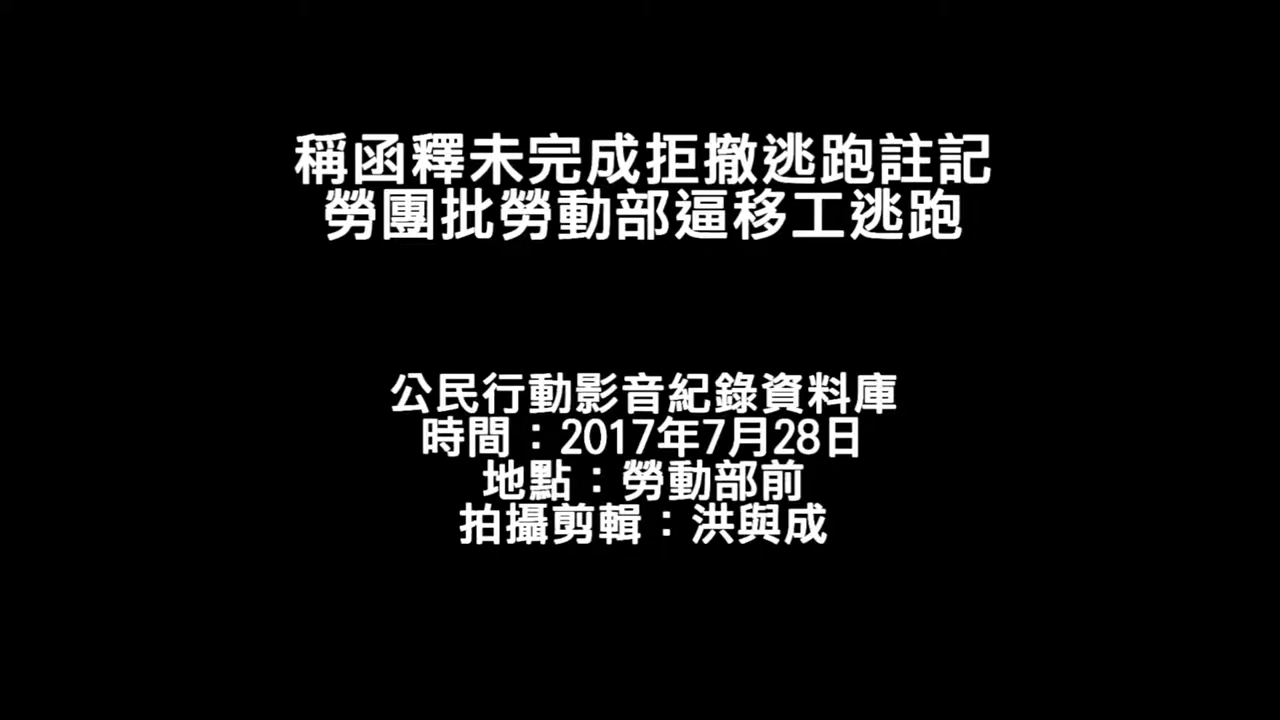 稱函釋未完成拒撤逃跑註記
勞團批勞動部逼移工逃跑
公民行動影音紀錄資料庫
時間：2017年7月28日
地點：勞動部前
拍攝剪輯：洪與成